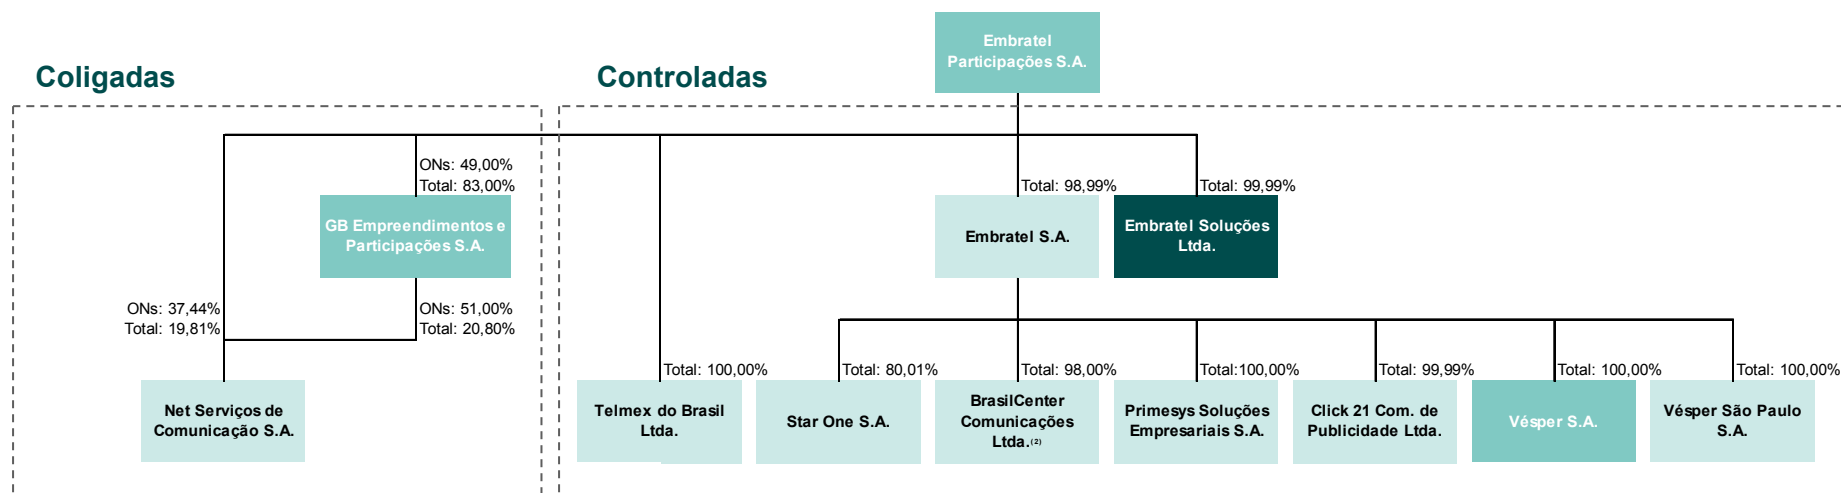 Embratel
Participações S.A.
Coligadas
Controladas
ONs: 49,00%
Total: 83,00%
Total: 98,99%
Total: 99,99%
GB Empreendimentos e
Participações S.A.
Embratel S.A.
Embratel Soluções
Ltda.
ONs: 37,44%
Total: 19,81%
ONs: 51,00%
Total: 20,80%
Total: 100,00%
Total: 80,01%
Total: 98,00%
Total:100,00%
Total: 99,99%
Total: 100,00%
Total: 100,00%
Net Serviços de
Comunicação S.A.
Telmex do Brasil
Ltda.
Star One S.A.
BrasilCenter
Comunicações
Ltda.(2)
Primesys Soluções
Empresariais S.A.
Click 21 Com. de
Publicidade Ltda.
Vésper S.A.
Vésper São Paulo
S.A.